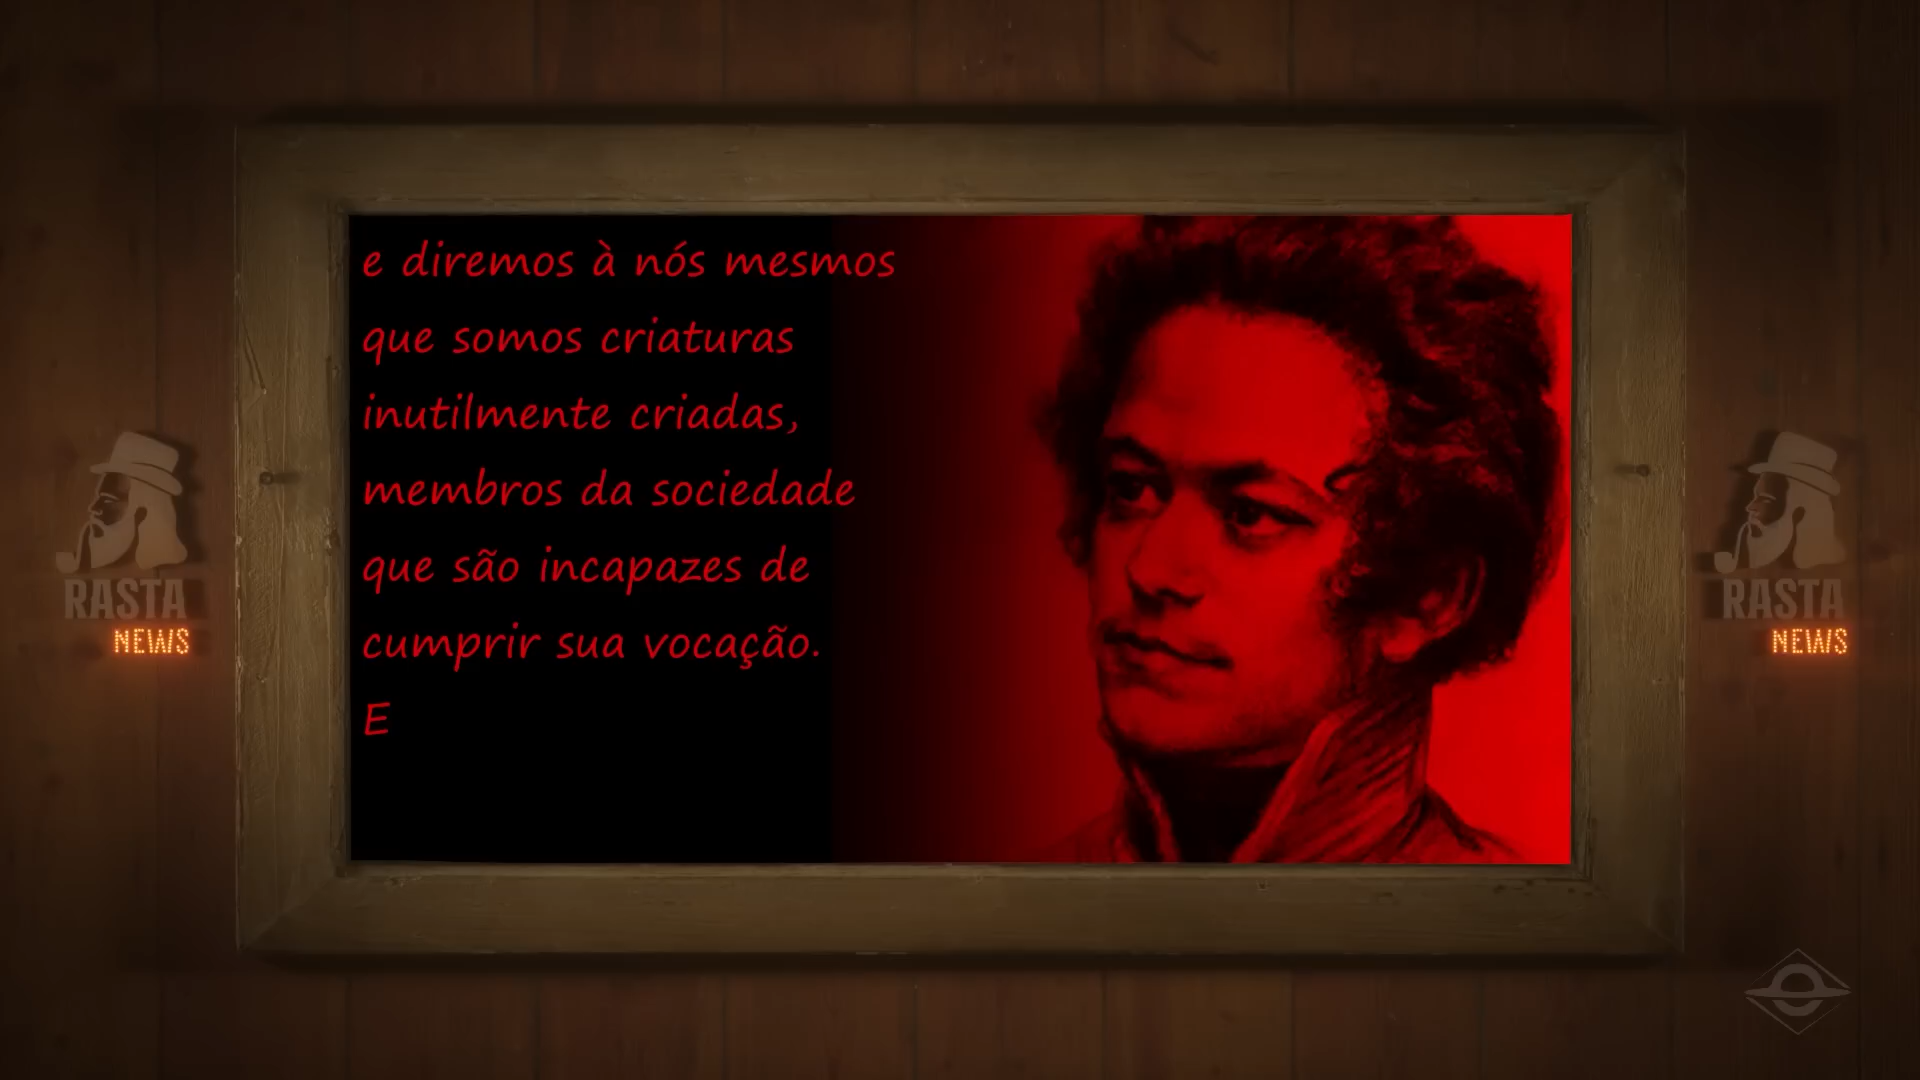 e diremos à nós mesmos
que somos criaturas
inutilmente criadas,
membros da sociedade
que são incapazes de
cumprir sua vocação.
E
RASTA
NEWS
RASTA
NEWS